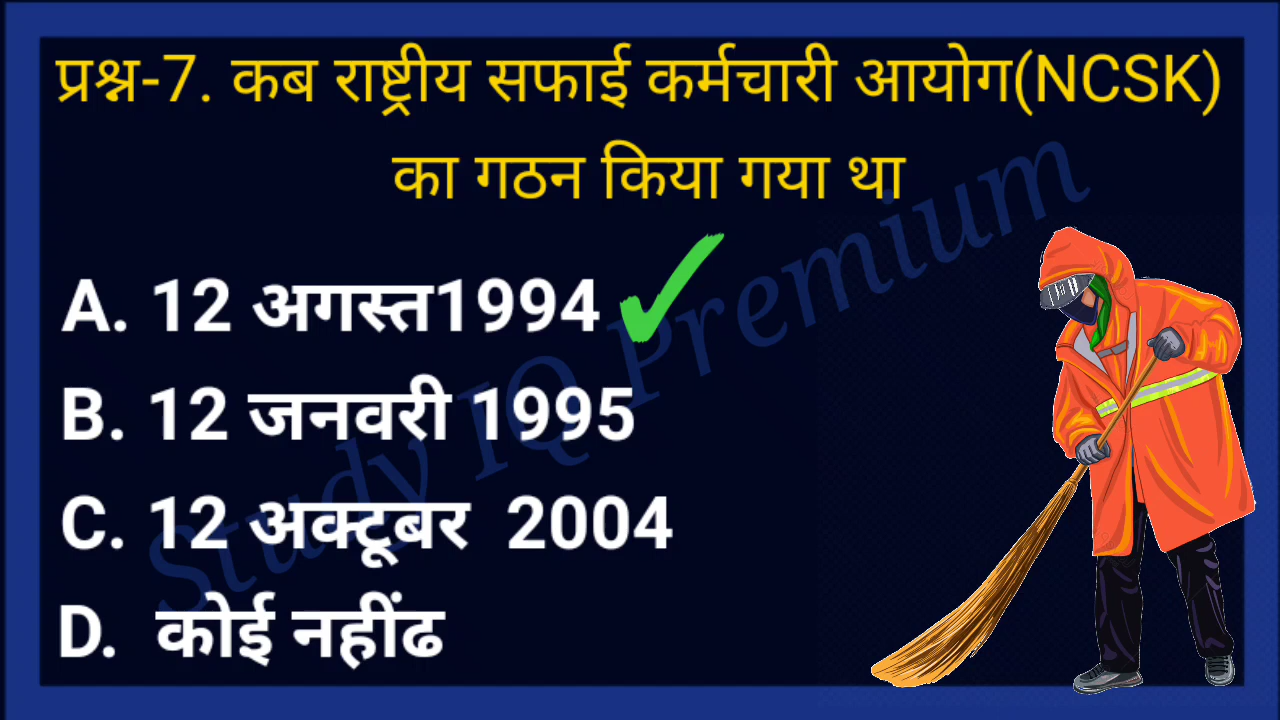 प्रश्न-7. कब राष्ट्रीय सफाई कर्मचारी आयोग(NCSK)
का गठन किया गया था
A. 12 अगस्त1994
B. 12 जनवरी 1995
C. 12 अक्टूबर 2004
D. कोई नहींढ
Study IQ Premium